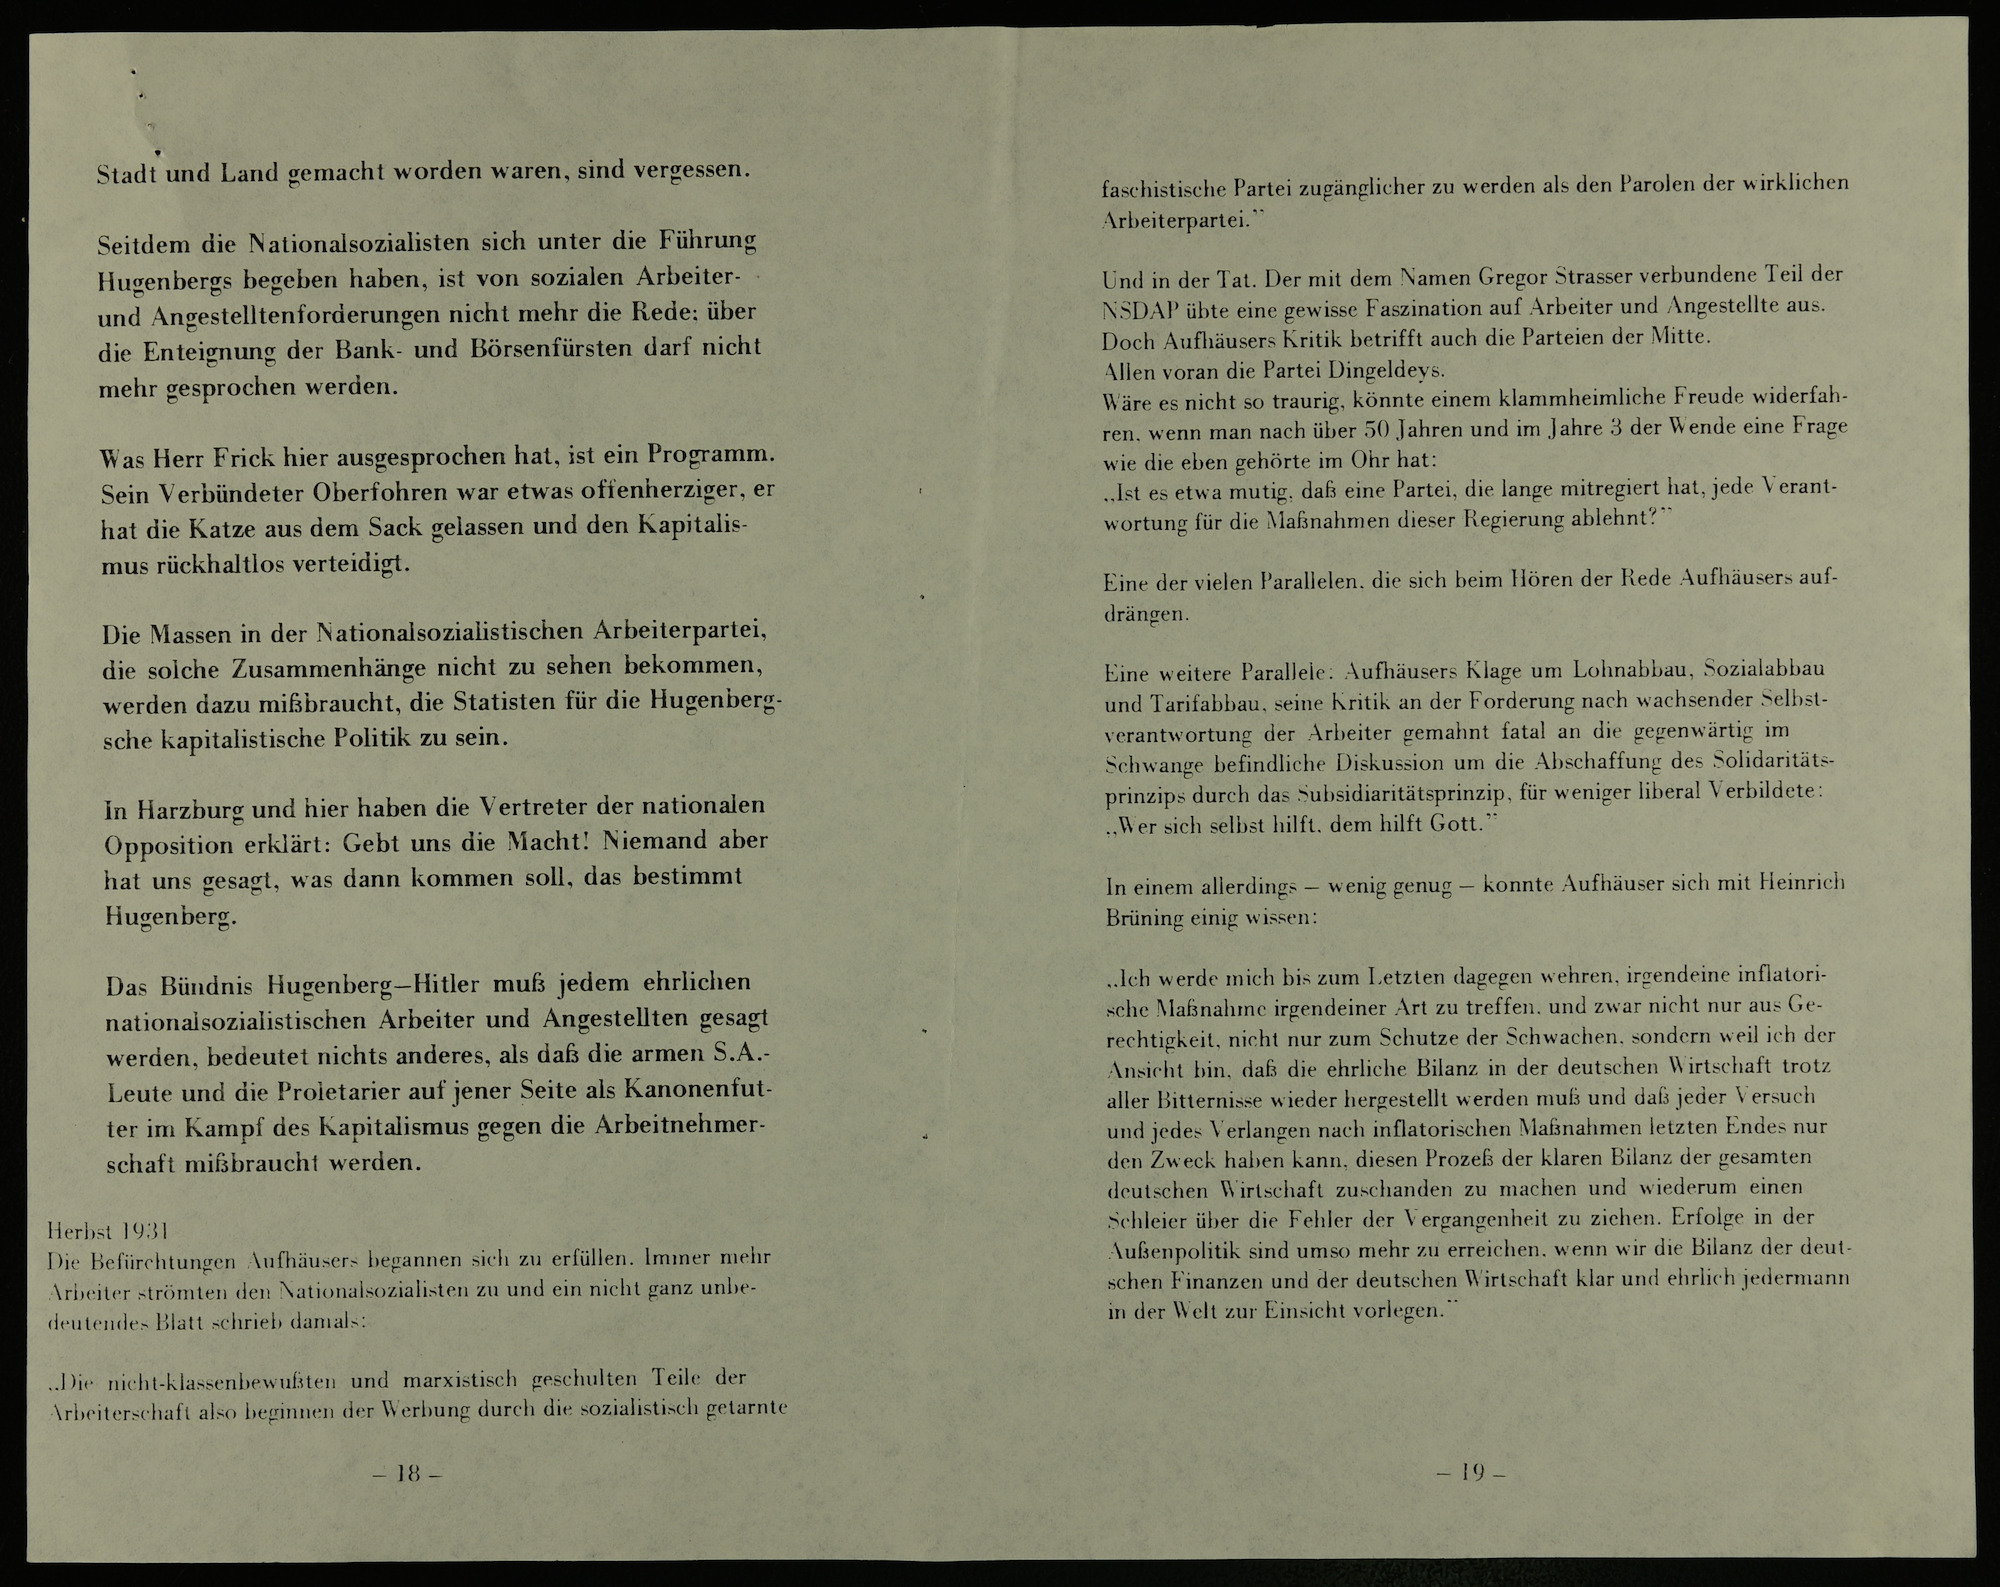 Stadt und Land gemacht worden waren, sind vergessen.
Seitdem die Nationalsozialisten sich unter die Führung
Hugenbergs begeben haben, ist von sozialen Arbeiter-
und Angestelltenforderungen nicht mehr die Rede; über
die Enteignung der Bank- und Börsenfürsten darf nicht
mehr gesprochen werden.
Was Herr Frick hier ausgesprochen hat, ist ein Programm.
Sein Verbündeter Oberfohren war etwas offenherziger, er
hat die Katze aus dem Sack gelassen und den Kapitalis-
mus rückhaltlos verteidigt.
Die Massen in der Nationalsozialistischen Arbeiterpartei,
die solche Zusammenhänge nicht zu sehen bekommen,
werden dazu mißbraucht, die Statisten für die Hugenberg-
sche kapitalistische Politik zu sein.
In Harzburg und hier haben die Vertreter der nationalen
Opposition erklärt: Gebt uns die Macht! Niemand aber
hat uns gesagt, was dann kommen soll, das bestimmt
Hugenberg.
Das Bündnis Hugenberg–Hitler muß jedem ehrlichen
nationalsozialistischen Arbeiter und Angestellten gesagt
werden, bedeutet nichts anderes, als daß die armen S.A.-
Leute und die Proletarier auf jener Seite als Kanonenfut-
ter im Kampf des Kapitalismus gegen die Arbeitnehmer-
schaft mißbraucht werden.
Herbst 1931
Die Befürchtungen Aufhäusers begannen sich zu erfüllen. Immer mehr
Arbeiter strömten den Nationalsozialisten zu und ein nicht ganz unbe-
deutendes Blatt schrieb damals:
„Die nicht-klassenbewußten und marxistisch geschulten Teile der
Arbeiterschaft also beginnen der Werbung durch die sozialistisch getarnte
– 18 –
faschistische Partei zugänglicher zu werden als den Parolen der wirklichen
Arbeiterpartei.“
Und in der Tat. Der mit dem Namen Gregor Strasser verbundene Teil der
NSDAP übte eine gewisse Faszination auf Arbeiter und Angestellte aus.
Doch Aufhäusers Kritik betrifft auch die Parteien der Mitte.
Allen voran die Partei Dingeldeys.
Wäre es nicht so traurig, könnte einem klammheimliche Freude widerfah-
ren, wenn man nach über 50 Jahren und im Jahre 3 der Wende eine Frage
wie die eben gehörte im Ohr hat:
„Ist es etwa mutig, daß eine Partei, die lange mitregiert hat, jede Verant-
wortung für die Maßnahmen dieser Regierung ablehnt?“
Eine der vielen Parallelen, die sich beim Hören der Rede Aufhäusers auf-
drängen.
Eine weitere Parallele: Aufhäusers Klage um Lohnabbau, Sozialabbau
und Tarifabbau, seine Kritik an der Forderung nach wachsender Selbst-
verantwortung der Arbeiter gemahnt fatal an die gegenwärtig im
Schwange befindliche Diskussion um die Abschaffung des Solidaritäts-
prinzips durch das Subsidiaritätsprinzip, für weniger liberal Verbildete:
„Wer sich selbst hilft, dem hilft Gott.“
In einem allerdings – wenig genug – konnte Aufhäuser sich mit Heinrich
Brüning einig wissen:
„Ich werde mich bis zum Letzten dagegen wehren, irgendeine inflatori-
sche Maßnahme irgendeiner Art zu treffen, und zwar nicht nur aus Ge-
rechtigkeit, nicht nur zum Schutze der Schwachen, sondern weil ich der
Ansicht bin, daß die ehrliche Bilanz in der deutschen Wirtschaft trotz
aller Bitternisse wieder hergestellt werden muß und daß jeder Versuch
und jedes Verlangen nach inflatorischen Maßnahmen letzten Endes nur
den Zweck haben kann, diesen Prozeß der klaren Bilanz der gesamten
deutschen Wirtschaft zuschanden zu machen und wiederum einen
Schleier über die Fehler der Vergangenheit zu ziehen. Erfolge in der
Außenpolitik sind umso mehr zu erreichen, wenn wir die Bilanz der deut-
schen Finanzen und der deutschen Wirtschaft klar und ehrlich jedermann
in der Welt zur Einsicht vorlegen.“
– 19 –